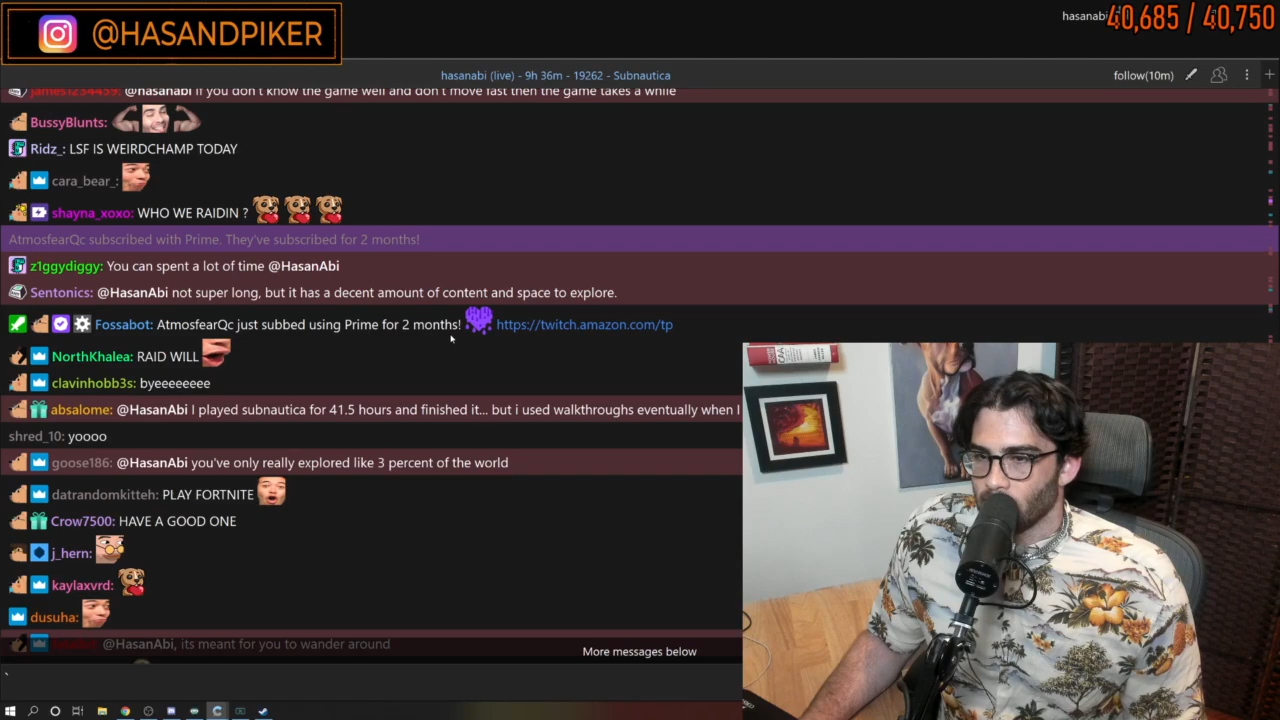 @HASANDPIKER
hasanabi
40,685 / 40,750
hasanabi (live) - 9h 36m - 19262 - Subnautica
follow(10m)
james1234459: @hasanabi if you don't know the game well and don't move fast then the game takes a while
BussyBlunts:
Ridz_: LSF IS WEIRDCHAMP TODAY
cara_bear_:
shayna_xoxo: WHO WE RAIDIN ?
AtmosfearQc subscribed with Prime. They've subscribed for 2 months!
z1ggydiggy: You can spent a lot of time @HasanAbi
Sentonics: @HasanAbi not super long, but it has a decent amount of content and space to explore.
Fossabot: AtmosfearQc just subbed using Prime for 2 months! https://twitch.amazon.com/tp
NorthKhalea: RAID WILL
clavinhobb3s: byeeeeeee
absalome: @HasanAbi I played subnautica for 41.5 hours and finished it... but i used walkthroughs eventually when I
shred_10: yoooo
goose186: @HasanAbi you've only really explored like 3 percent of the world
datrandomkitteh: PLAY FORTNITE
Crow7500: HAVE A GOOD ONE
j_hern:
kaylaxvrd:
dusuha:
@HasanAbi, its meant for you to wander around
More messages below